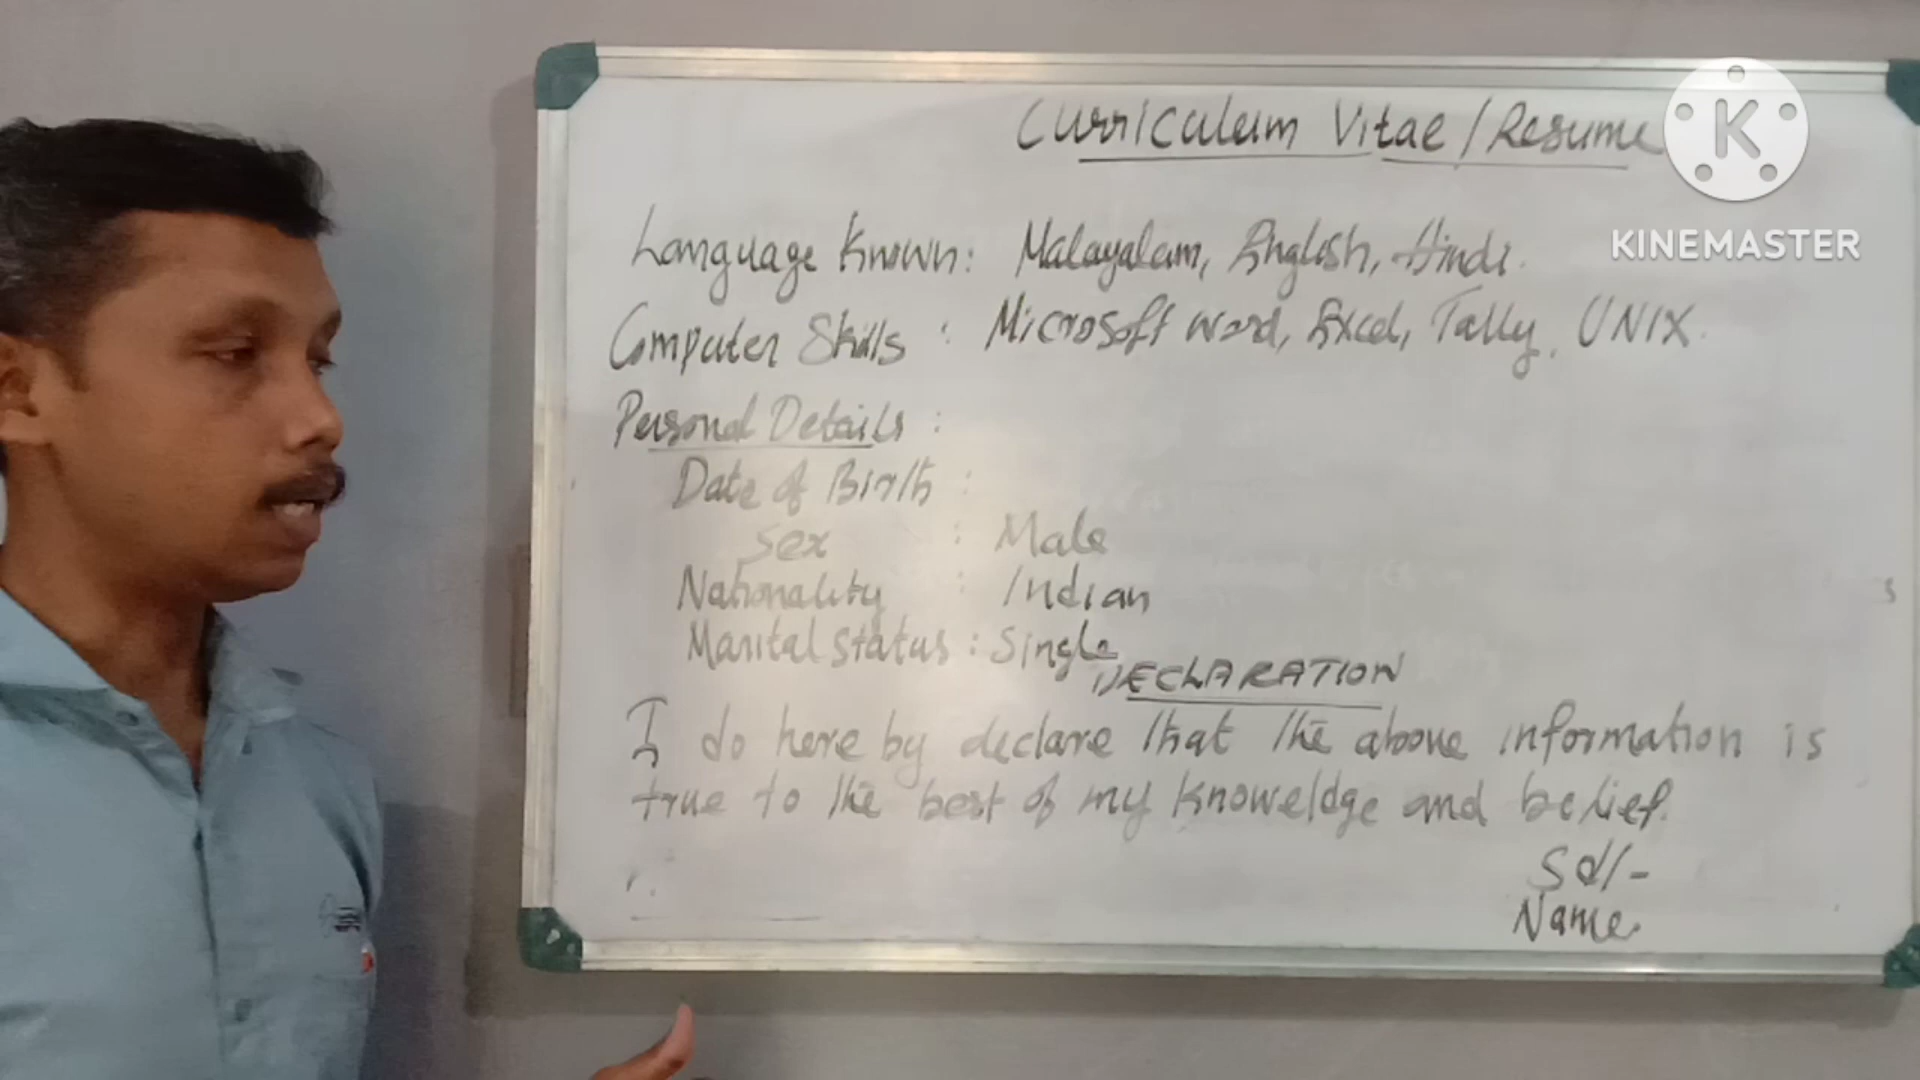 Curriculum Vitae/Resume
KINEMASTER
Language Known: Malayalam, English, Hindi.
Computer Skills : Microsoft Word, Excel, Tally, UNIX.
Personal Details :
Date of Birth :
Sex : Male
Nationality : Indian
Marital Status : Single
DECLARATION
I do here by declare that the above information is
true to the best of my knoweldge and belief.
Sd/-
Name.